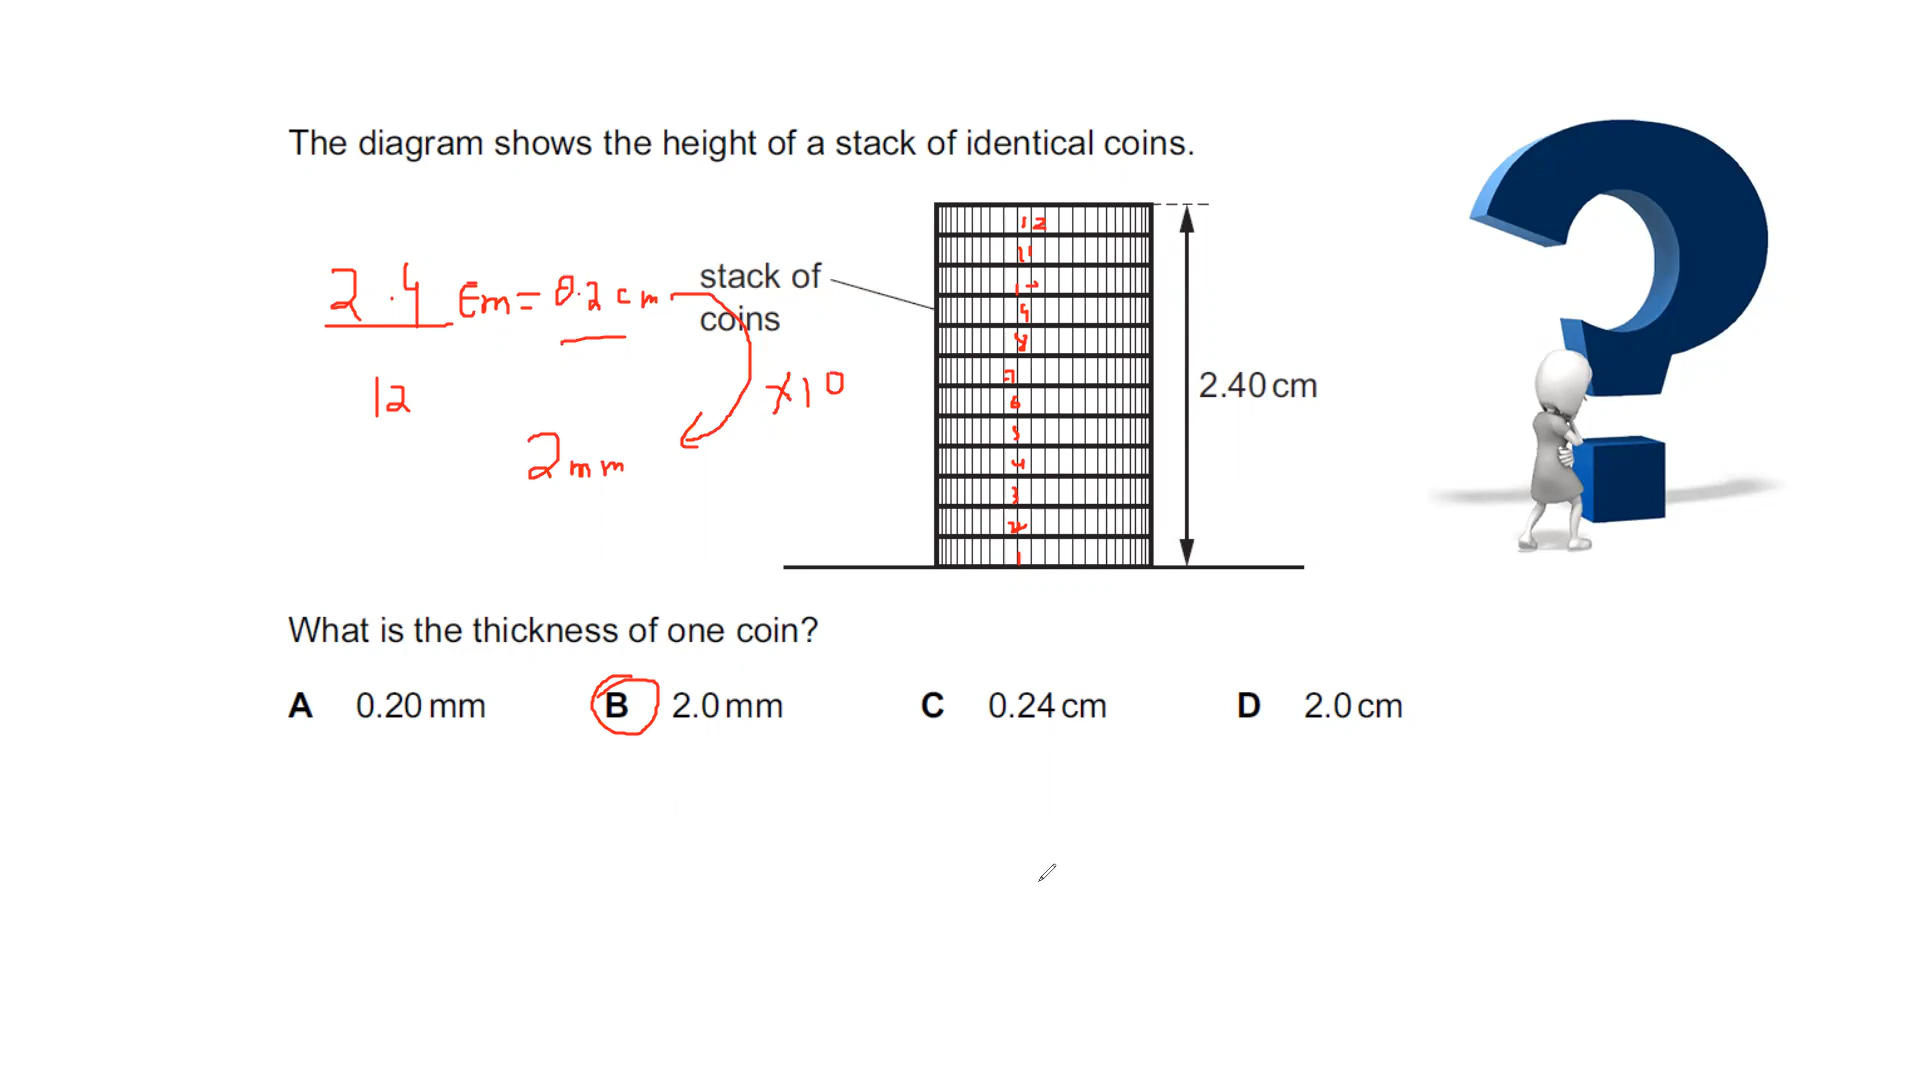 The diagram shows the height of a stack of identical coins.
12
11
10
9
8
7
6
5
4
3
2
1
stack of
coins
2.40 cm
2.4 cm = 0.2 cm
12
×10
2mm
What is the thickness of one coin?
A 0.20 mm B 2.0 mm C 0.24 cm D 2.0 cm